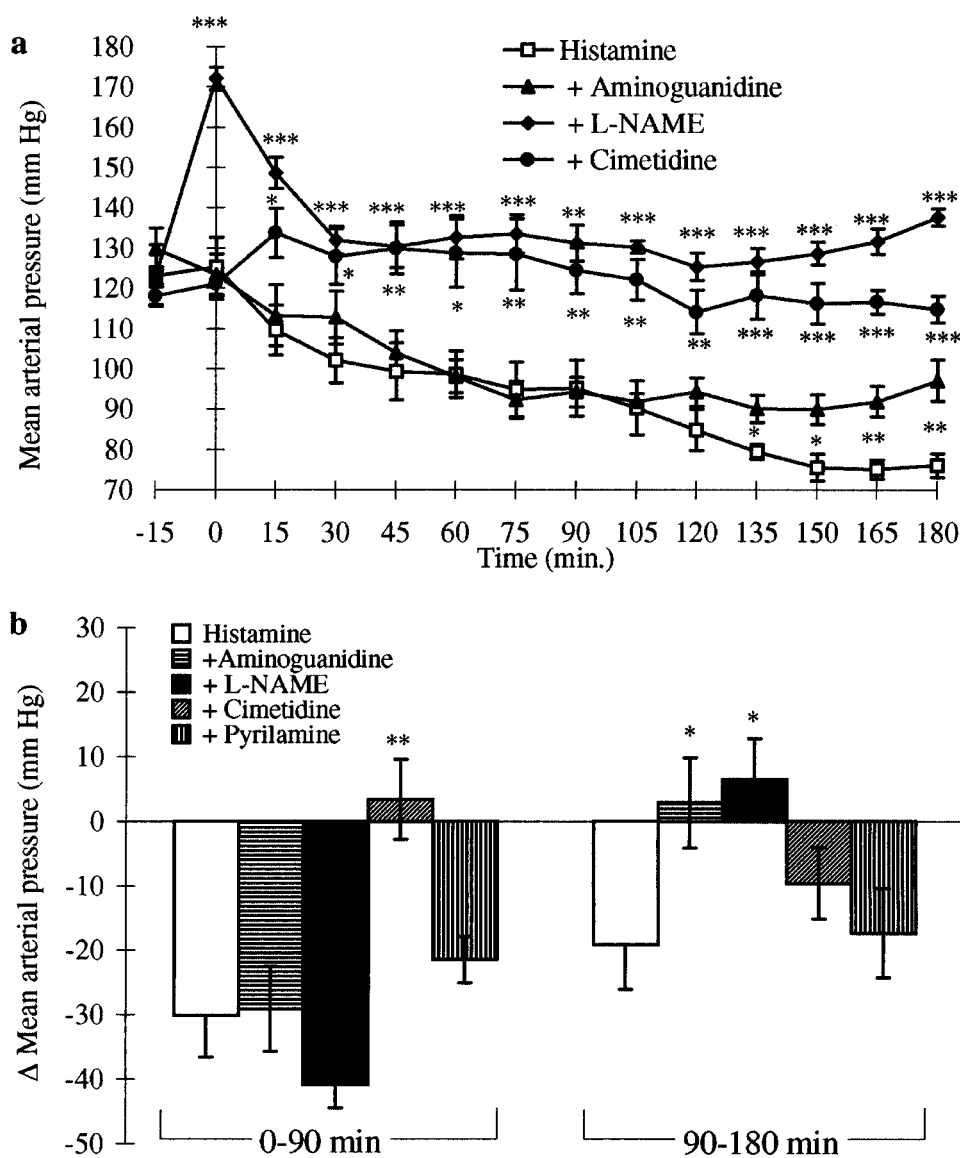 a
Mean arterial pressure (mm Hg)
180
170
160
150
140
130
120
110
100
90
80
70
Histamine
+ Aminoguanidine
+ L-NAME
+ Cimetidine
***
***
*
*** *** *** *** ** *** *** *** *** *** ***
* ** * ** ** ** ** *** *** *** ***
* * ** **
-15 0 15 30 45 60 75 90 105 120 135 150 165 180
Time (min.)
b
Δ Mean arterial pressure (mm Hg)
30
20
10
0
-10
-20
-30
-40
-50
Histamine
+Aminoguanidine
+ L-NAME
+ Cimetidine
+ Pyrilamine
** * *
0-90 min 90-180 min